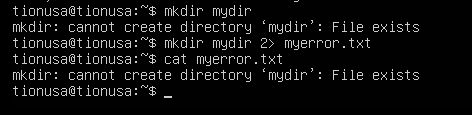 tionusa@tionusa:~$ mkdir mydir
mkdir: cannot create directory ‘mydir’: File exists
tionusa@tionusa:~$ mkdir mydir 2> myerror.txt
tionusa@tionusa:~$ cat myerror.txt
mkdir: cannot create directory ‘mydir’: File exists
tionusa@tionusa:~$ _